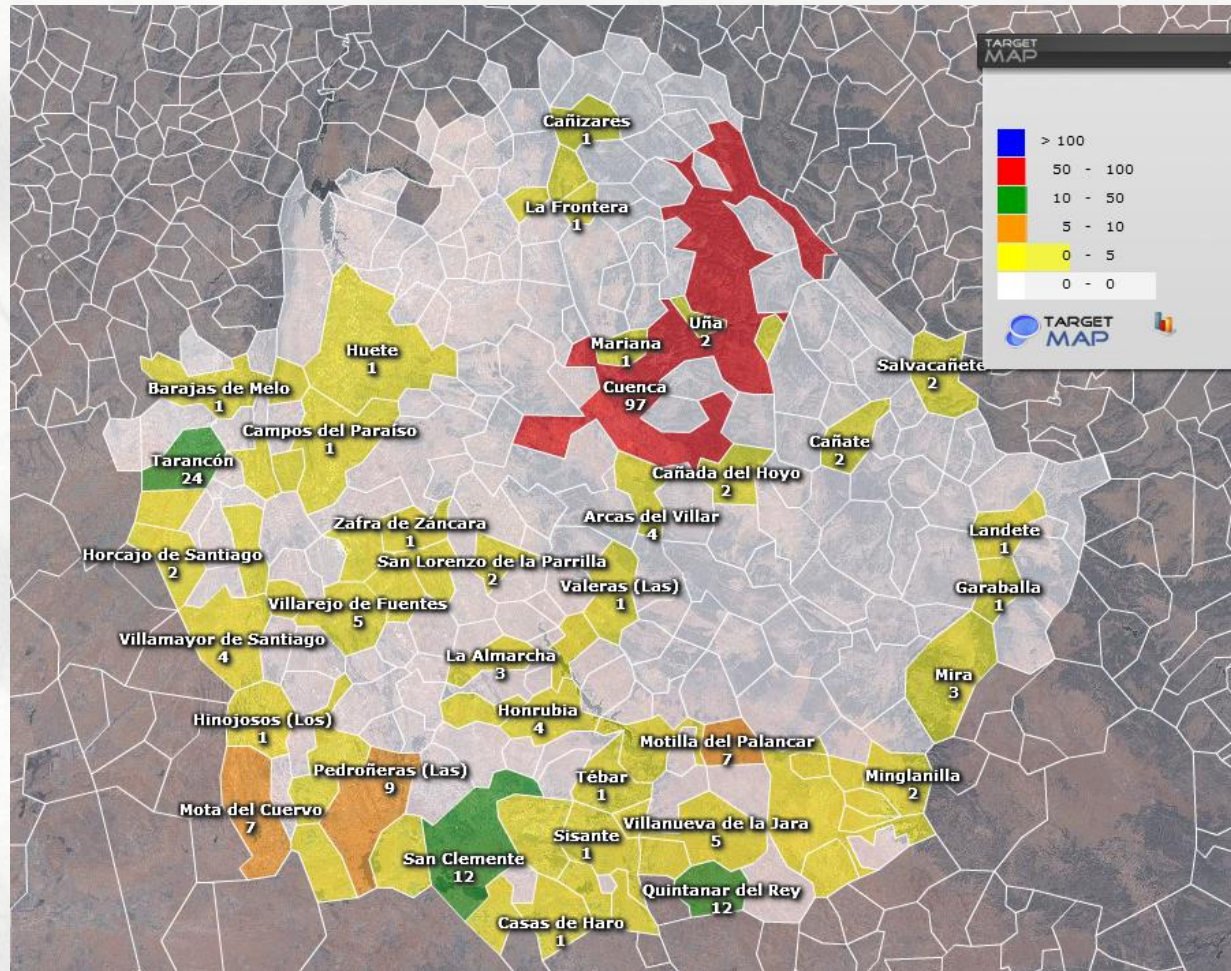 TARGET
MAP
> 100
50 - 100
10 - 50
5 - 10
0 - 5
0 - 0
TARGET
MAP
Cañizares
1
La Frontera
1
Uña
2
Mariana
1
Huete
1
Salvacañete
2
Barajas de Melo
1
Cuenca
97
Campos del Paraíso
1
Cañate
2
Tarancón
24
Cañada del Hoyo
2
Arcas del Villar
4
Zafra de Záncara
1
Landete
1
Horcajo de Santiago
2
San Lorenzo de la Parrilla
2
Valeras (Las)
1
Garaballa
1
Villarejo de Fuentes
5
Villamayor de Santiago
4
La Almarcha
3
Mira
3
Hinojosos (Los)
1
Honrubia
4
Motilla del Palancar
7
Pedroñeras (Las)
9
Tébar
1
Minglanilla
2
Mota del Cuervo
7
Villanueva de la Jara
5
Sisante
1
San Clemente
12
Quintanar del Rey
12
Casas de Haro
1